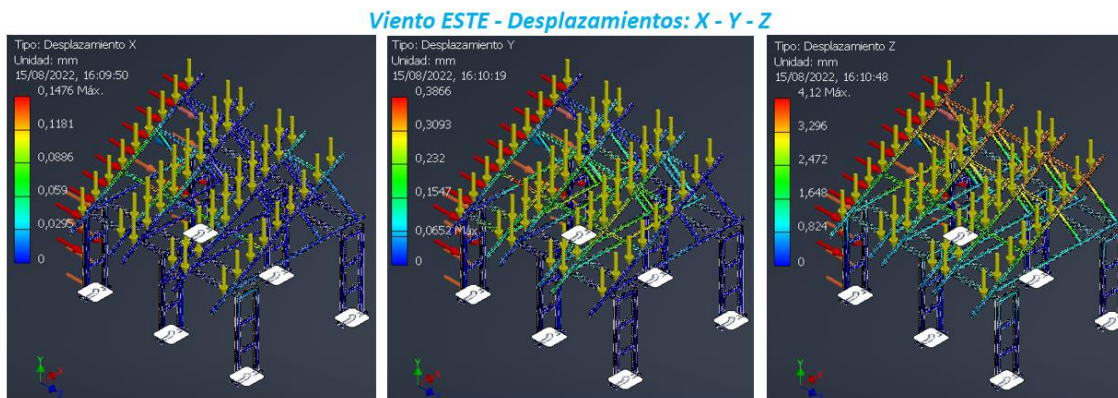 Viento ESTE - Desplazamientos: X - Y - Z
Tipo: Desplazamiento X
Unidad: mm
15/08/2022, 16:09:50
0,1476 Máx.
0,1181
0,0886
0,059
0,0295
0
Y
X
Z
Tipo: Desplazamiento Y
Unidad: mm
15/08/2022, 16:10:19
0,3866
0,3093
0,232
0,1547
0,0652 Máx
0
Y
X
Z
Tipo: Desplazamiento Z
Unidad: mm
15/08/2022, 16:10:48
4,12 Máx.
3,296
2,472
1,648
0,824
0
Y
X
Z